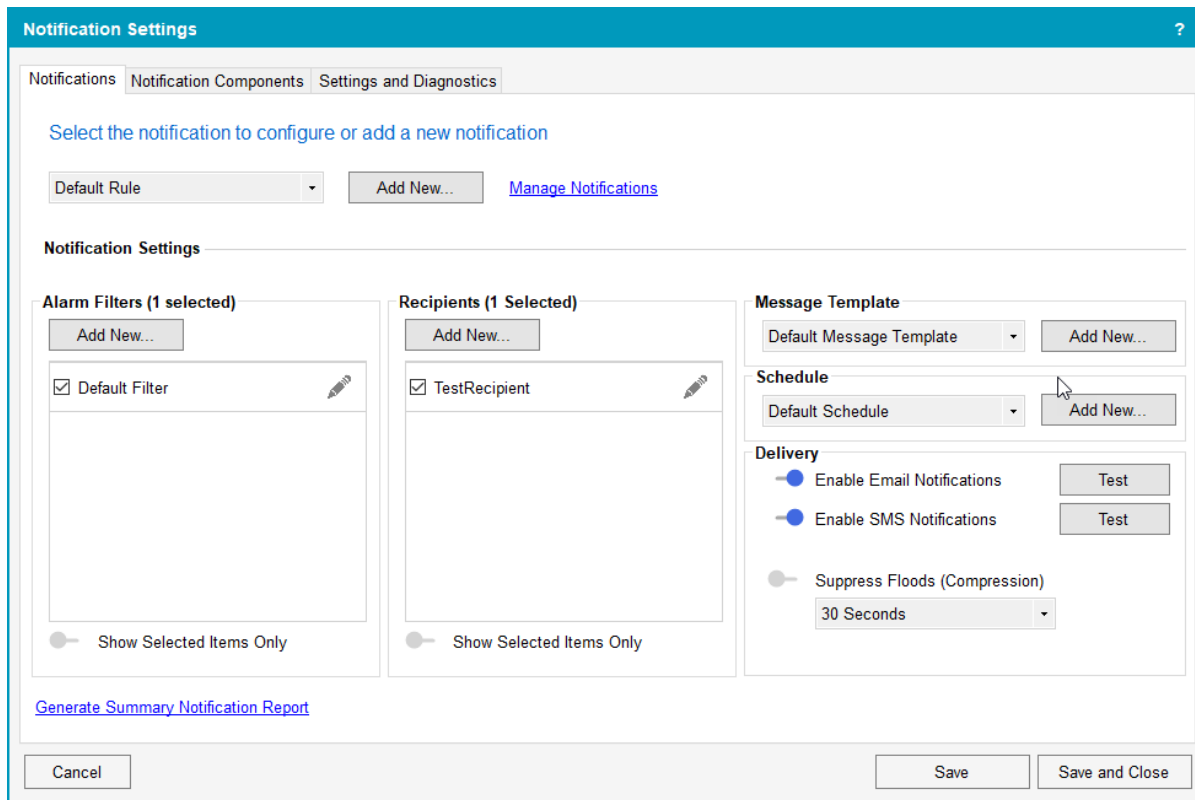 Notification Settings ?
Notifications Notification Components Settings and Diagnostics
Select the notification to configure or add a new notification
Default Rule Add New... Manage Notifications
Notification Settings
Alarm Filters (1 selected)
Add New...
Default Filter
Show Selected Items Only
Recipients (1 Selected)
Add New...
TestRecipient
Show Selected Items Only
Message Template
Default Message Template Add New...
Schedule
Default Schedule Add New...
Delivery
Enable Email Notifications Test
Enable SMS Notifications Test
Suppress Floods (Compression)
30 Seconds
Generate Summary Notification Report
Cancel Save Save and Close